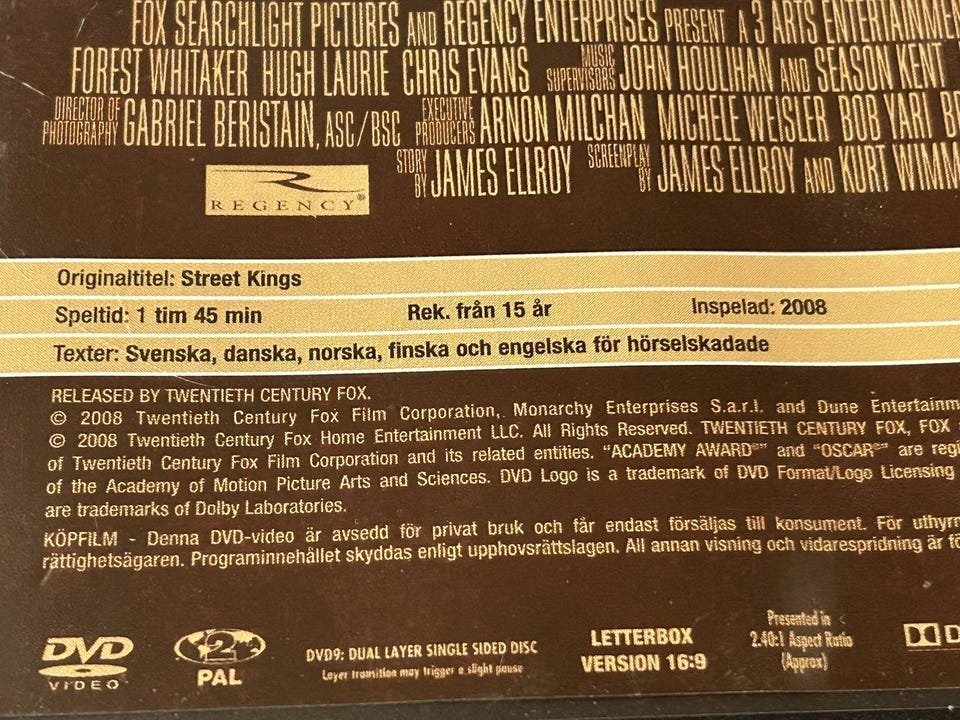 FOX SEARCHLIGHT PICTURES AND REGENCY ENTERPRISES PRESENT A 3 ARTS ENTERTAINME
FOREST WHITAKER HUGH LAURIE CHRIS EVANS MUSIC SUPERVISORS JOHN HOULIHAN AND SEASON KENT
DIRECTOR OF PHOTOGRAPHY GABRIEL BERISTAIN, ASC/BSC EXECUTIVE PRODUCERS ARNON MILCHAN MICHELE WEISLER BOB YARI
STORY BY JAMES ELLROY SCREENPLAY BY JAMES ELLROY AND KURT WIMM
REGENCY®
Originaltitel: Street Kings
Speltid: 1 tim 45 min Rek. från 15 år Inspelad: 2008
Texter: Svenska, danska, norska, finska och engelska för hörselskadade
RELEASED BY TWENTIETH CENTURY FOX.
© 2008 Twentieth Century Fox Film Corporation, Monarchy Enterprises S.a.r.l. and Dune Entertainm
© 2008 Twentieth Century Fox Home Entertainment LLC. All Rights Reserved. TWENTIETH CENTURY FOX, FOX
of Twentieth Century Fox Film Corporation and its related entities. "ACADEMY AWARD®" and "OSCAR®" are regi
of the Academy of Motion Picture Arts and Sciences. DVD Logo is a trademark of DVD Format/Logo Licensing
are trademarks of Dolby Laboratories.
KÖPFILM - Denna DVD-video är avsedd för privat bruk och får endast försäljas till konsument. För uthyrn
rättighetsägaren. Programinnehållet skyddas enligt upphovsrättslagen. All annan visning och vidarespridning är fö
DVD VIDEO
2 PAL
DVD9: DUAL LAYER SINGLE SIDED DISC
Layer transition may trigger a slight pause
LETTERBOX
VERSION 16:9
Presented in
2.40:1 Aspect Ratio
(Approx)